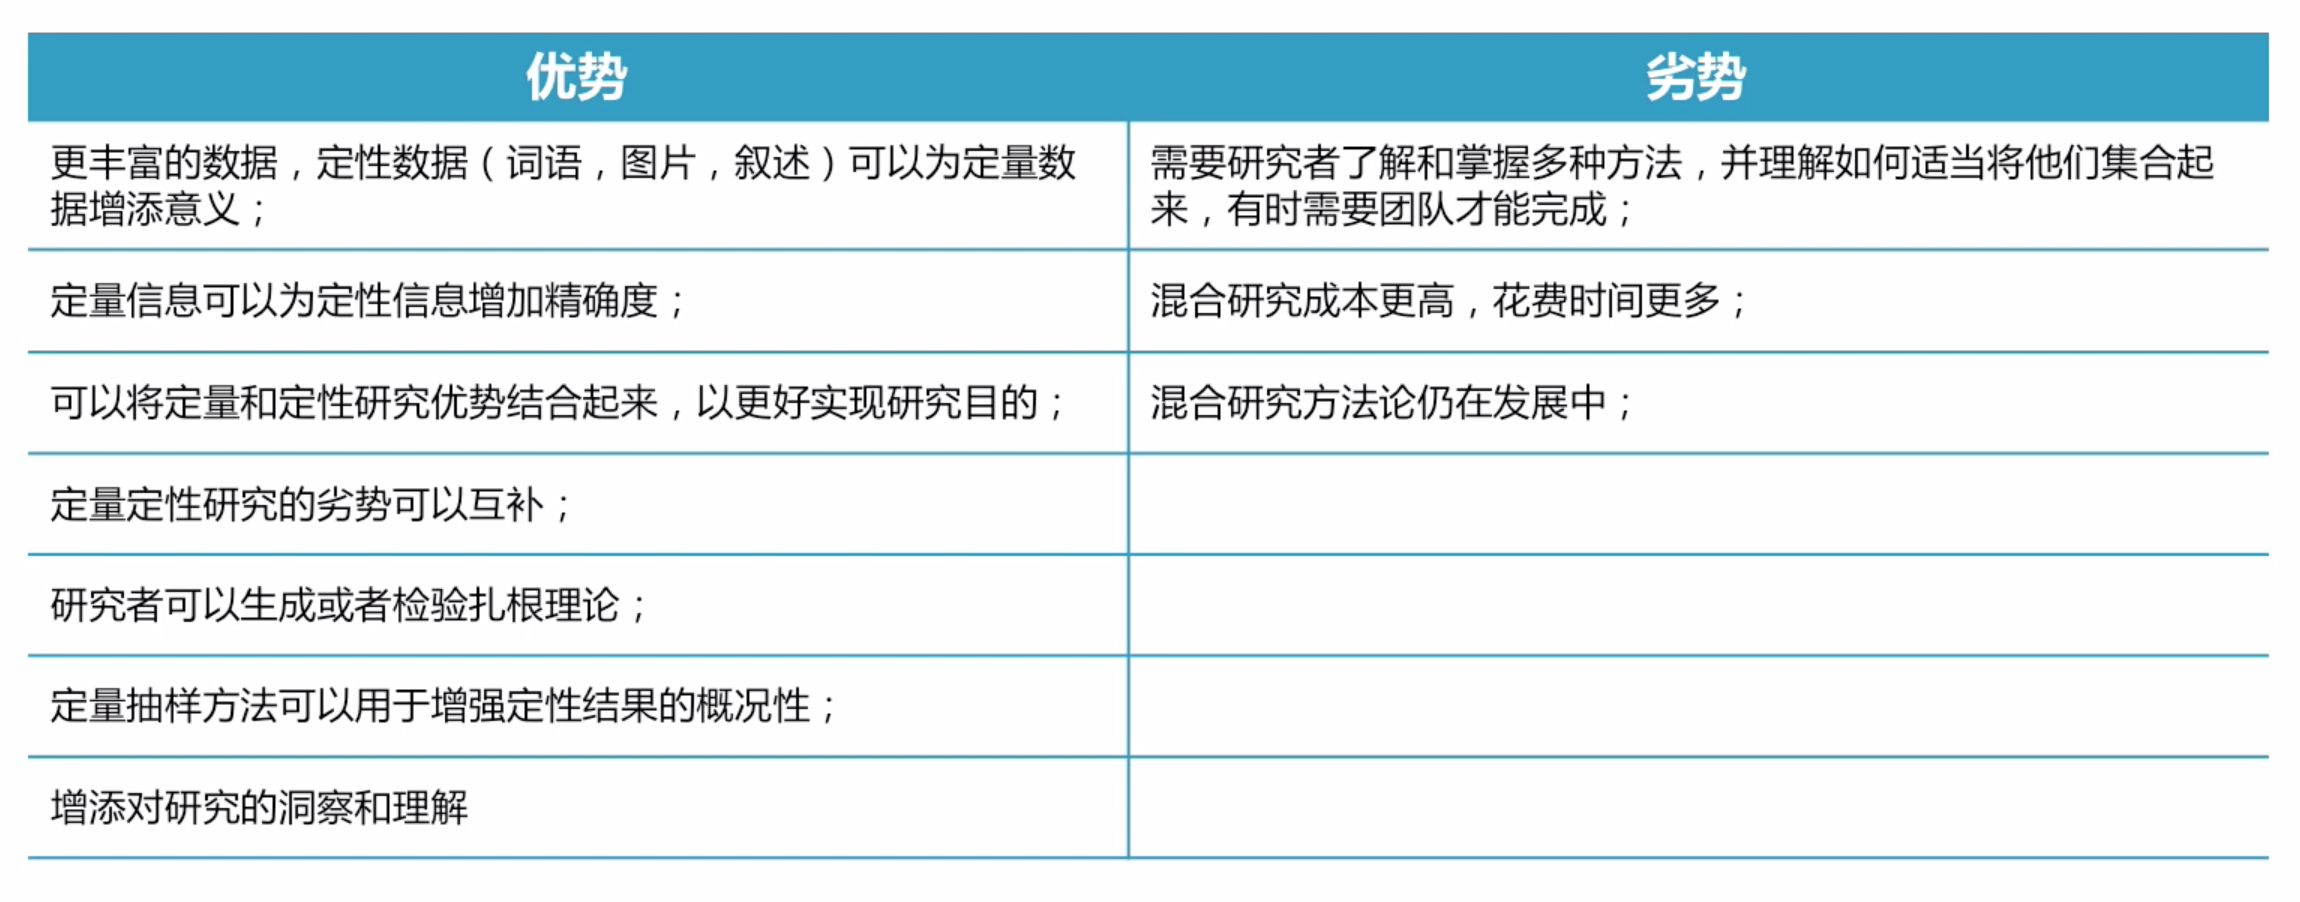 优势
劣势
更丰富的数据，定性数据（词语，图片，叙述）可以为定量数
据增添意义；
需要研究者了解和掌握多种方法，并理解如何适当将他们集合起
来，有时需要团队才能完成；
定量信息可以为定性信息增加精确度；
混合研究成本更高，花费时间更多；
可以将定量和定性研究优势结合起来，以更好实现研究目的；
混合研究方法论仍在发展中；
定量定性研究的劣势可以互补；
研究者可以生成或者检验扎根理论；
定量抽样方法可以用于增强定性结果的概况性；
增添对研究的洞察和理解